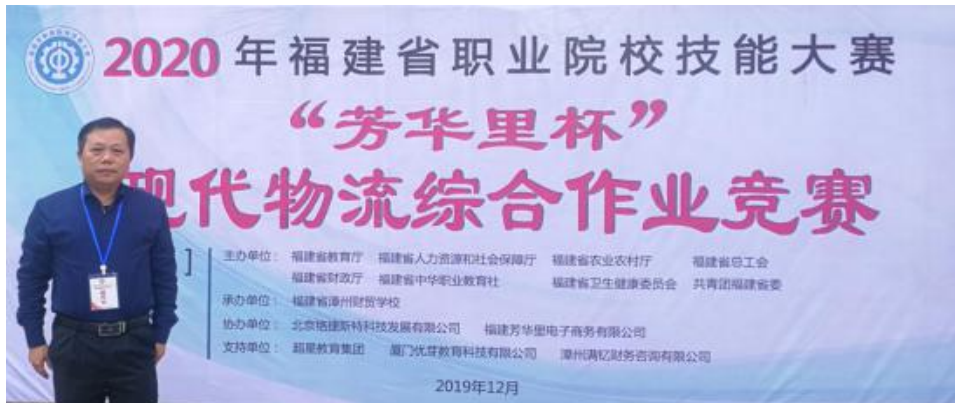 2020年福建省职业院校技能大赛
“芳华里杯”
现代物流综合作业竞赛
主办单位： 福建省教育厅 福建省人力资源和社会保障厅 福建省农业农村厅 福建省总工会
福建省财政厅 福建省中华职业教育社 福建省卫生健康委员会 共青团福建省委
承办单位： 福建省漳州财贸学校
协办单位： 北京络捷斯特科技发展有限公司 福建芳华里电子商务有限公司
支持单位： 超星教育集团 厦门优芽教育科技有限公司 漳州满钇财务咨询有限公司
2019年12月